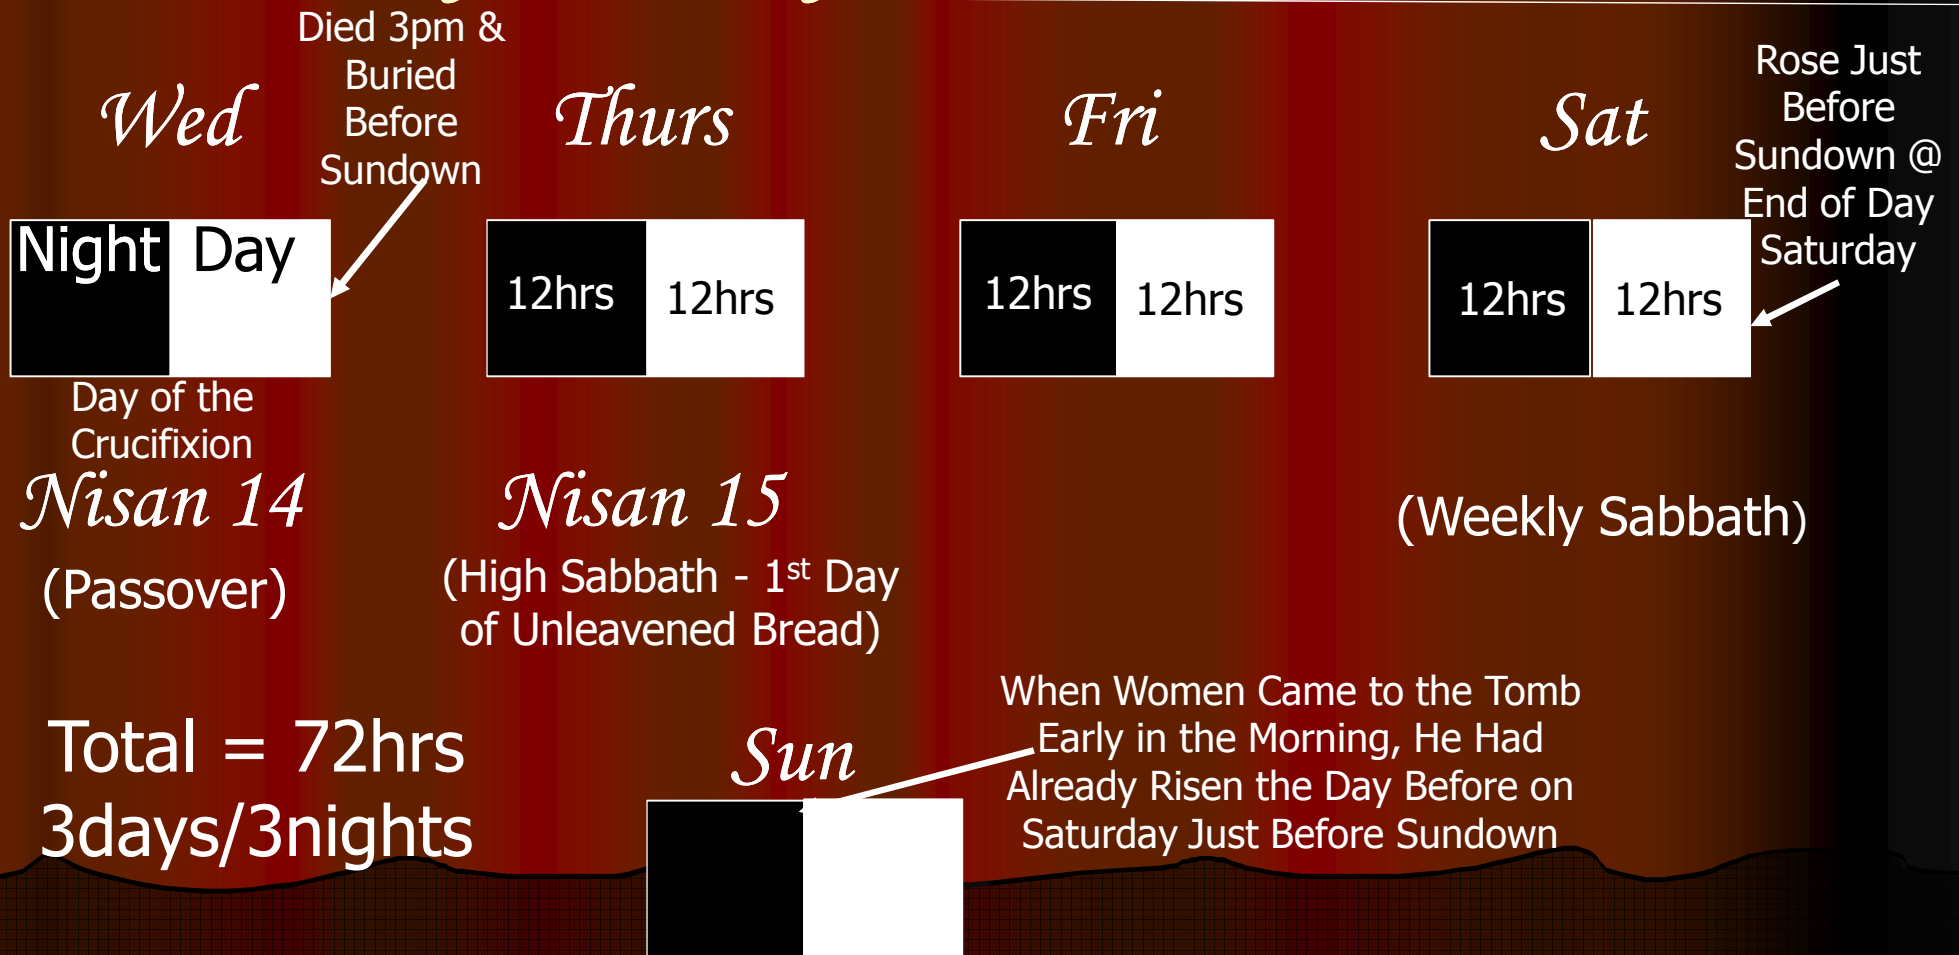 Died 3pm &
Buried
Before
Sundown
Wed
Thurs
Fri
Sat
Rose Just
Before
Sundown @
End of Day
Saturday
Night Day
12hrs 12hrs
12hrs 12hrs
12hrs 12hrs
Day of the
Crucifixion
Nisan 14
(Passover)
Nisan 15
(High Sabbath - 1st Day
of Unleavened Bread)
(Weekly Sabbath)
Total = 72hrs
3days/3nights
Sun
When Women Came to the Tomb
Early in the Morning, He Had
Already Risen the Day Before on
Saturday Just Before Sundown